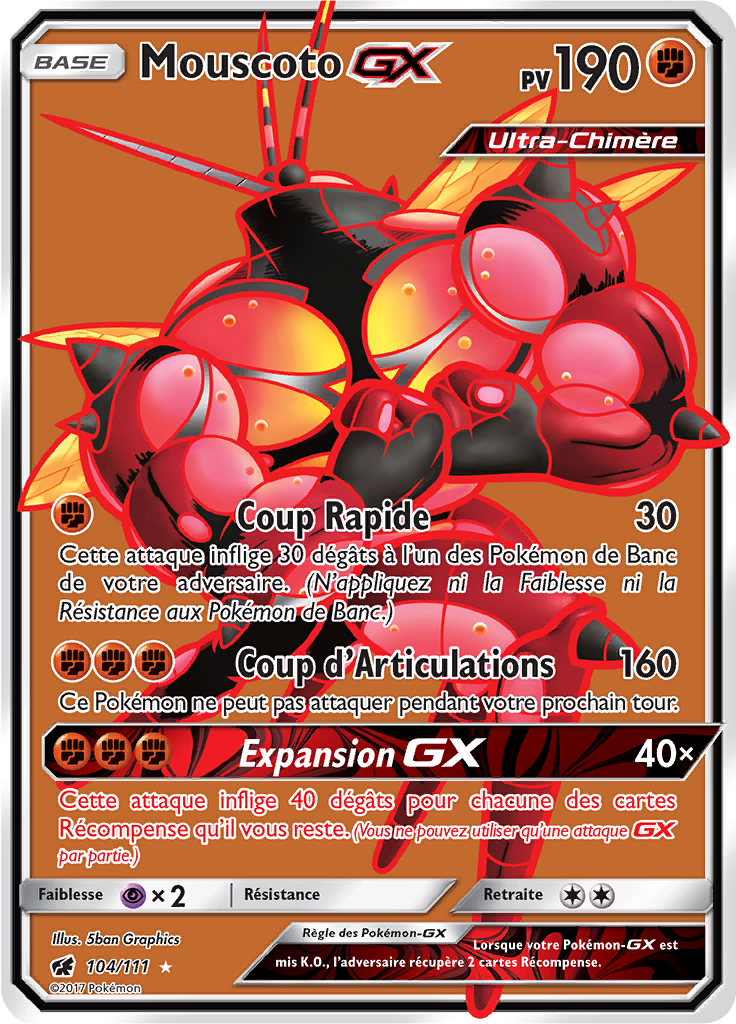 BASE Mouscoto GX PV 190
Ultra-Chimère
Coup Rapide 30
Cette attaque inflige 30 dégâts à l'un des Pokémon de Banc
de votre adversaire. (N'appliquez ni la Faiblesse ni la
Résistance aux Pokémon de Banc.)
Coup d'Articulations 160
Ce Pokémon ne peut pas attaquer pendant votre prochain tour.
Expansion GX 40×
Cette attaque inflige 40 dégâts pour chacune des cartes
Récompense qu'il vous reste. (Vous ne pouvez utiliser qu'une attaque GX
par partie.)
Faiblesse × 2 Résistance Retraite
Illus. 5ban Graphics
104/111
©2017 Pokémon
Règle des Pokémon-GX
Lorsque votre Pokémon-GX est
mis K.O., l'adversaire récupère 2 cartes Récompense.